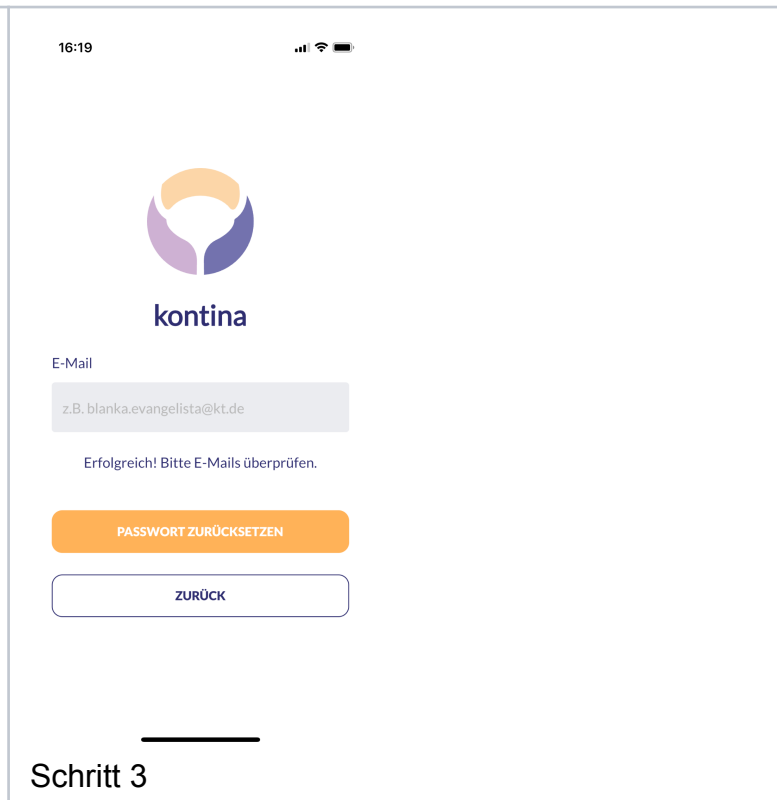 16:19
kontina
E-Mail
z.B. blanka.evangelista@kt.de
Erfolgreich! Bitte E-Mails überprüfen.
PASSWORT ZURÜCKSETZEN
ZURÜCK
Schritt 3